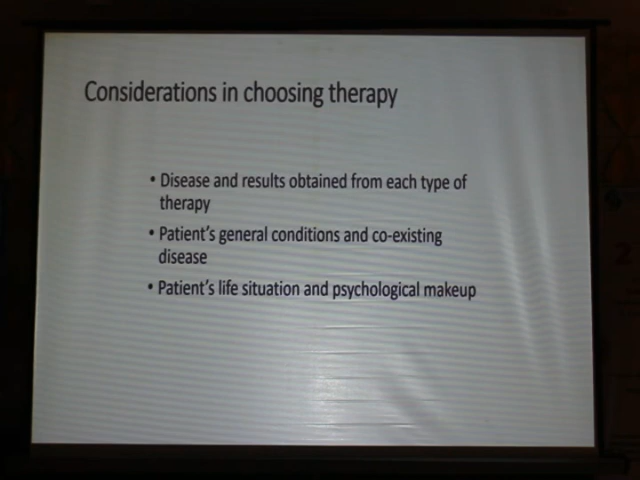 Considerations in choosing therapy
• Disease and results obtained from each type of
therapy
• Patient's general conditions and co-existing
disease
• Patient's life situation and psychological makeup